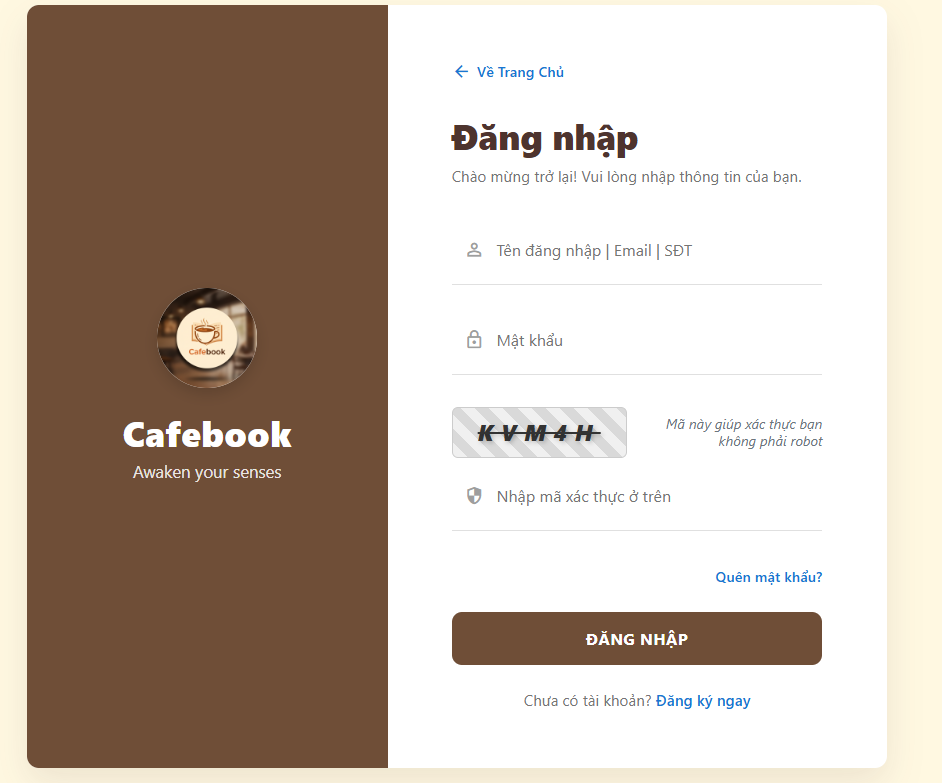 Cafebook
Cafebook
Awaken your senses
Về Trang Chủ
Đăng nhập
Chào mừng trở lại! Vui lòng nhập thông tin của bạn.
Tên đăng nhập | Email | SĐT
Mật khẩu
KVM4H
Mã này giúp xác thực bạn
không phải robot
Nhập mã xác thực ở trên
Quên mật khẩu?
ĐĂNG NHẬP
Chưa có tài khoản? Đăng ký ngay